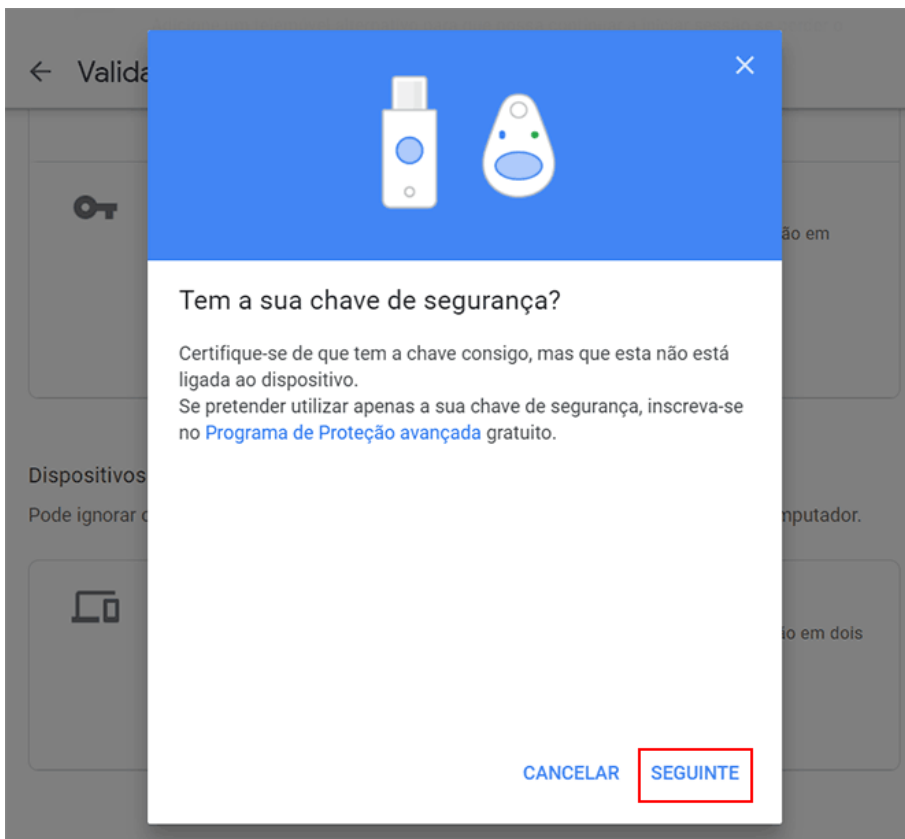 Valida
ão em
Tem a sua chave de segurança?
Certifique-se de que tem a chave consigo, mas que esta não está
ligada ao dispositivo.
Se pretender utilizar apenas a sua chave de segurança, inscreva-se
no Programa de Proteção avançada gratuito.
Dispositivos
Pode ignorar
mputador.
io em dois
CANCELAR
SEGUINTE